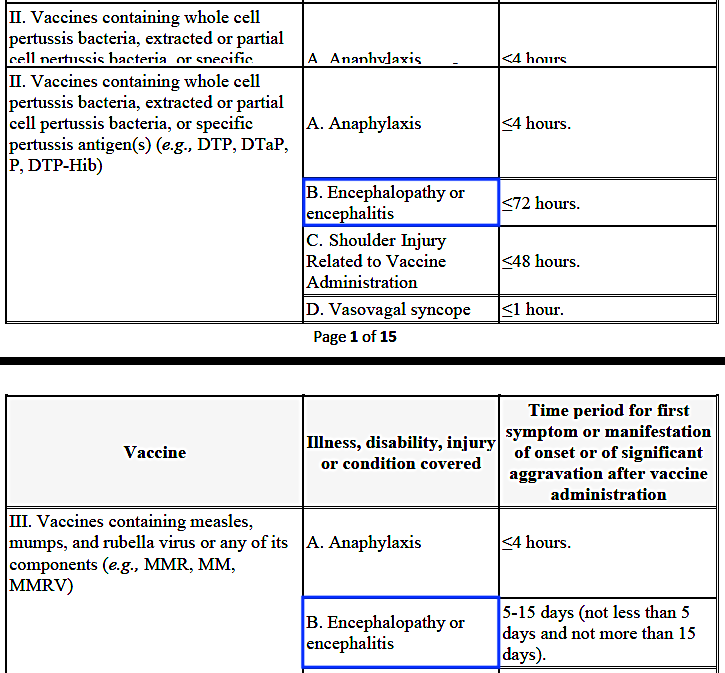 II. Vaccines containing whole cell
pertussis bacteria, extracted or partial
cell pertussis bacteria, or specific
A. Anaphylaxis
≤4 hours.
II. Vaccines containing whole cell
pertussis bacteria, extracted or partial
cell pertussis bacteria, or specific
pertussis antigen(s) (e.g., DTP, DTaP,
P, DTP-Hib)
A. Anaphylaxis
≤4 hours.
B. Encephalopathy or
encephalitis
≤72 hours.
C. Shoulder Injury
Related to Vaccine
Administration
≤48 hours.
D. Vasovagal syncope
≤1 hour.
Page 1 of 15
Vaccine
Illness, disability, injury
or condition covered
Time period for first
symptom or manifestation
of onset or of significant
aggravation after vaccine
administration
III. Vaccines containing measles,
mumps, and rubella virus or any of its
components (e.g., MMR, MM,
MMRV)
A. Anaphylaxis
≤4 hours.
B. Encephalopathy or
encephalitis
5-15 days (not less than 5
days and not more than 15
days).